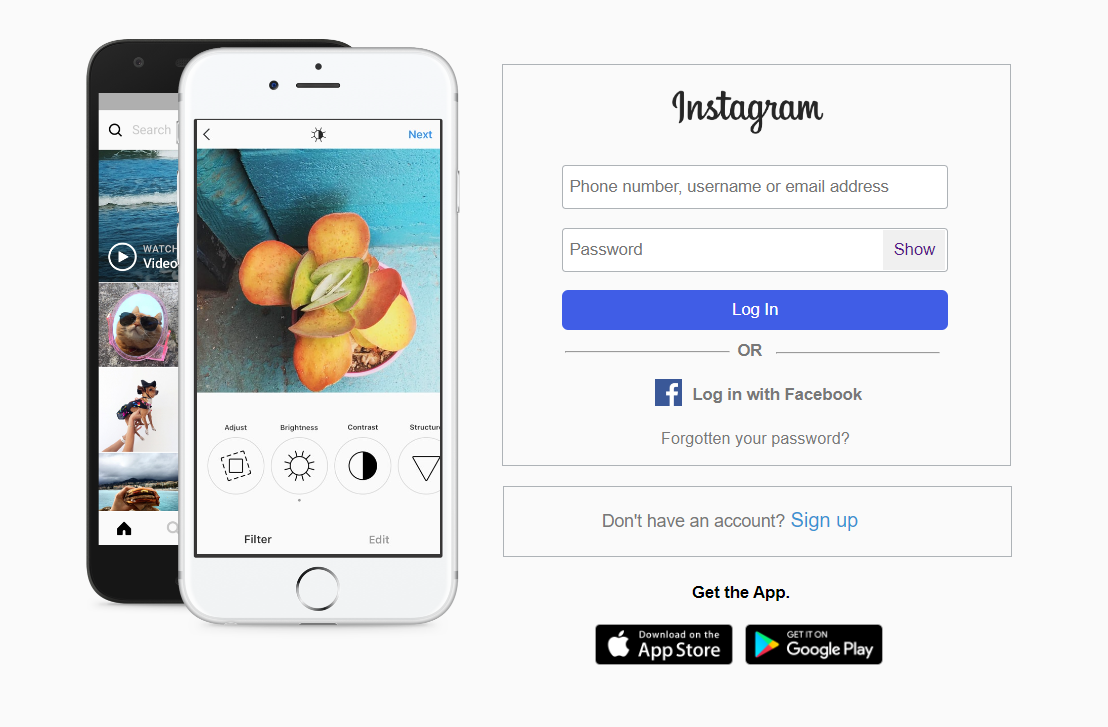 Search
WATCH
Video
Next
Adjust
Brightness
Contrast
Structure
Filter
Edit
Instagram
Phone number, username or email address
Password
Show
Log In
OR
Log in with Facebook
Forgotten your password?
Don't have an account? Sign up
Get the App.
Download on the
App Store
GET IT ON
Google Play